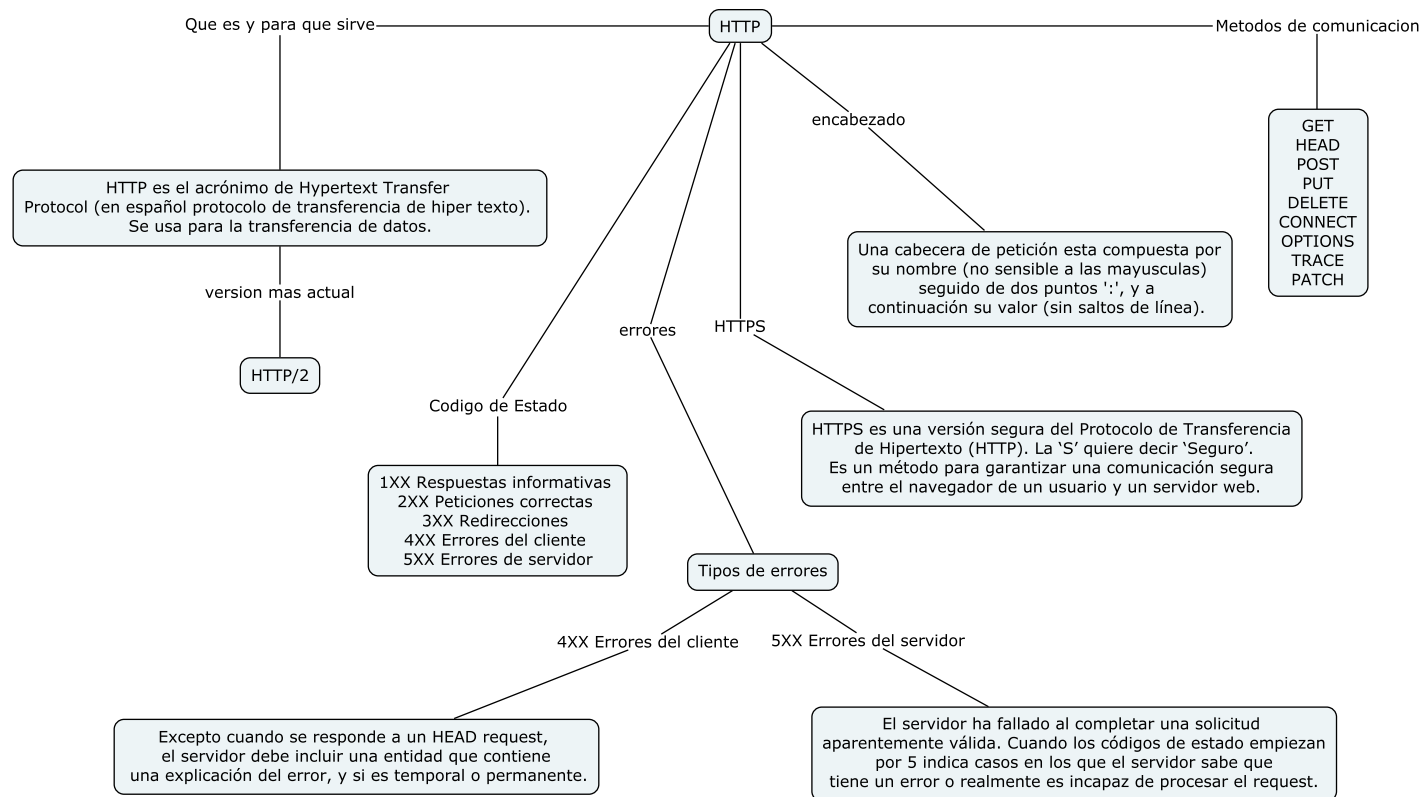 Que es y para que sirve
HTTP
Metodos de comunicacion
encabezado
GET
HEAD
POST
PUT
DELETE
CONNECT
OPTIONS
TRACE
PATCH
HTTP es el acrónimo de Hypertext Transfer
Protocol (en español protocolo de transferencia de hiper texto).
Se usa para la transferencia de datos.
version mas actual
HTTP/2
Una cabecera de petición esta compuesta por
su nombre (no sensible a las mayusculas)
seguido de dos puntos ':', y a
continuación su valor (sin saltos de línea).
errores
HTTPS
Codigo de Estado
1XX Respuestas informativas
2XX Peticiones correctas
3XX Redirecciones
4XX Errores del cliente
5XX Errores de servidor
HTTPS es una versión segura del Protocolo de Transferencia
de Hipertexto (HTTP). La ‘S’ quiere decir ‘Seguro’.
Es un método para garantizar una comunicación segura
entre el navegador de un usuario y un servidor web.
Tipos de errores
4XX Errores del cliente
5XX Errores del servidor
Excepto cuando se responde a un HEAD request,
el servidor debe incluir una entidad que contiene
una explicación del error, y si es temporal o permanente.
El servidor ha fallado al completar una solicitud
aparentemente válida. Cuando los códigos de estado empiezan
por 5 indica casos en los que el servidor sabe que
tiene un error o realmente es incapaz de procesar el request.